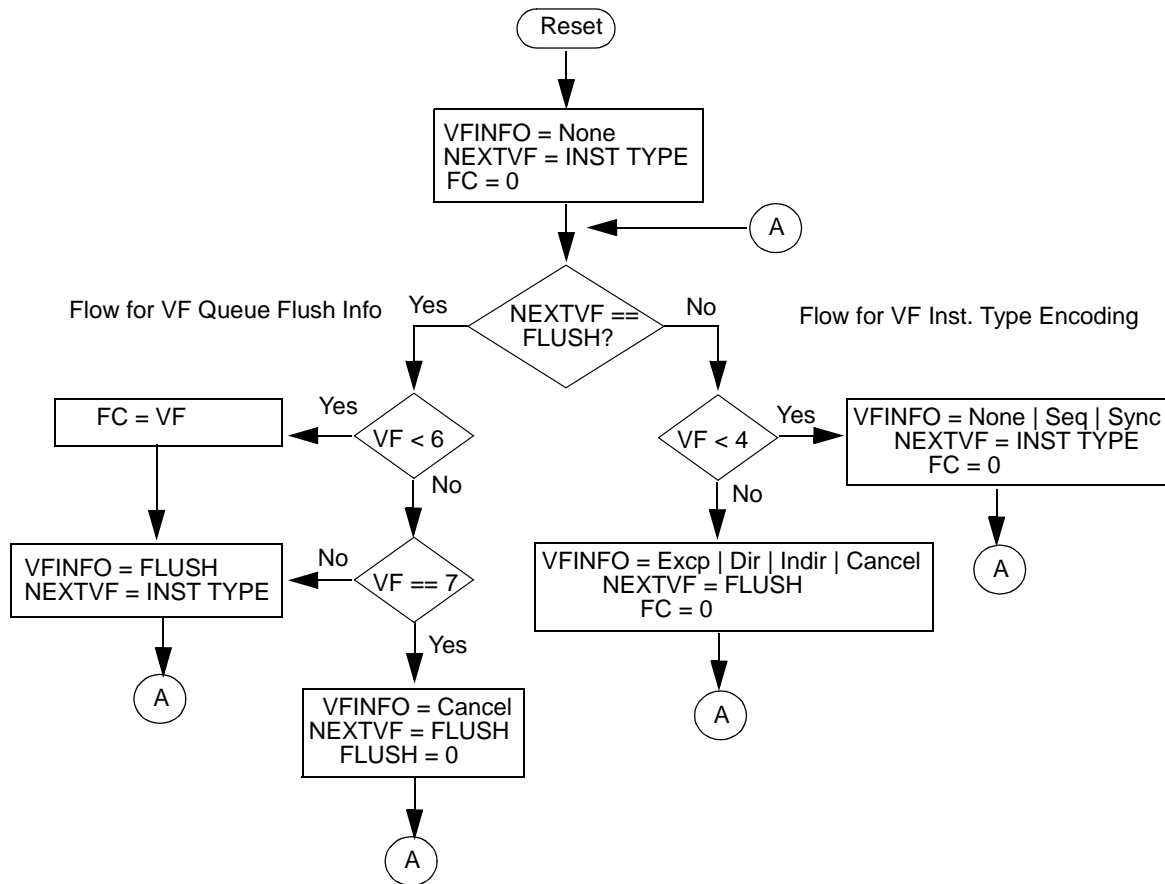 Reset
VFINFO = None
NEXTVF = INST TYPE
FC = 0
A
Flow for VF Queue Flush Info
Yes
NEXTVF ==
FLUSH?
No
Flow for VF Inst. Type Encoding
FC = VF
Yes
VF < 6
No
VF < 4
Yes
No
VFINFO = None | Seq | Sync
NEXTVF = INST TYPE
FC = 0
A
VFINFO = FLUSH
NEXTVF = INST TYPE
No
VF == 7
Yes
A
VFINFO = Excp | Dir | Indir | Cancel
NEXTVF = FLUSH
FC = 0
A
VFINFO = Cancel
NEXTVF = FLUSH
FLUSH = 0
A